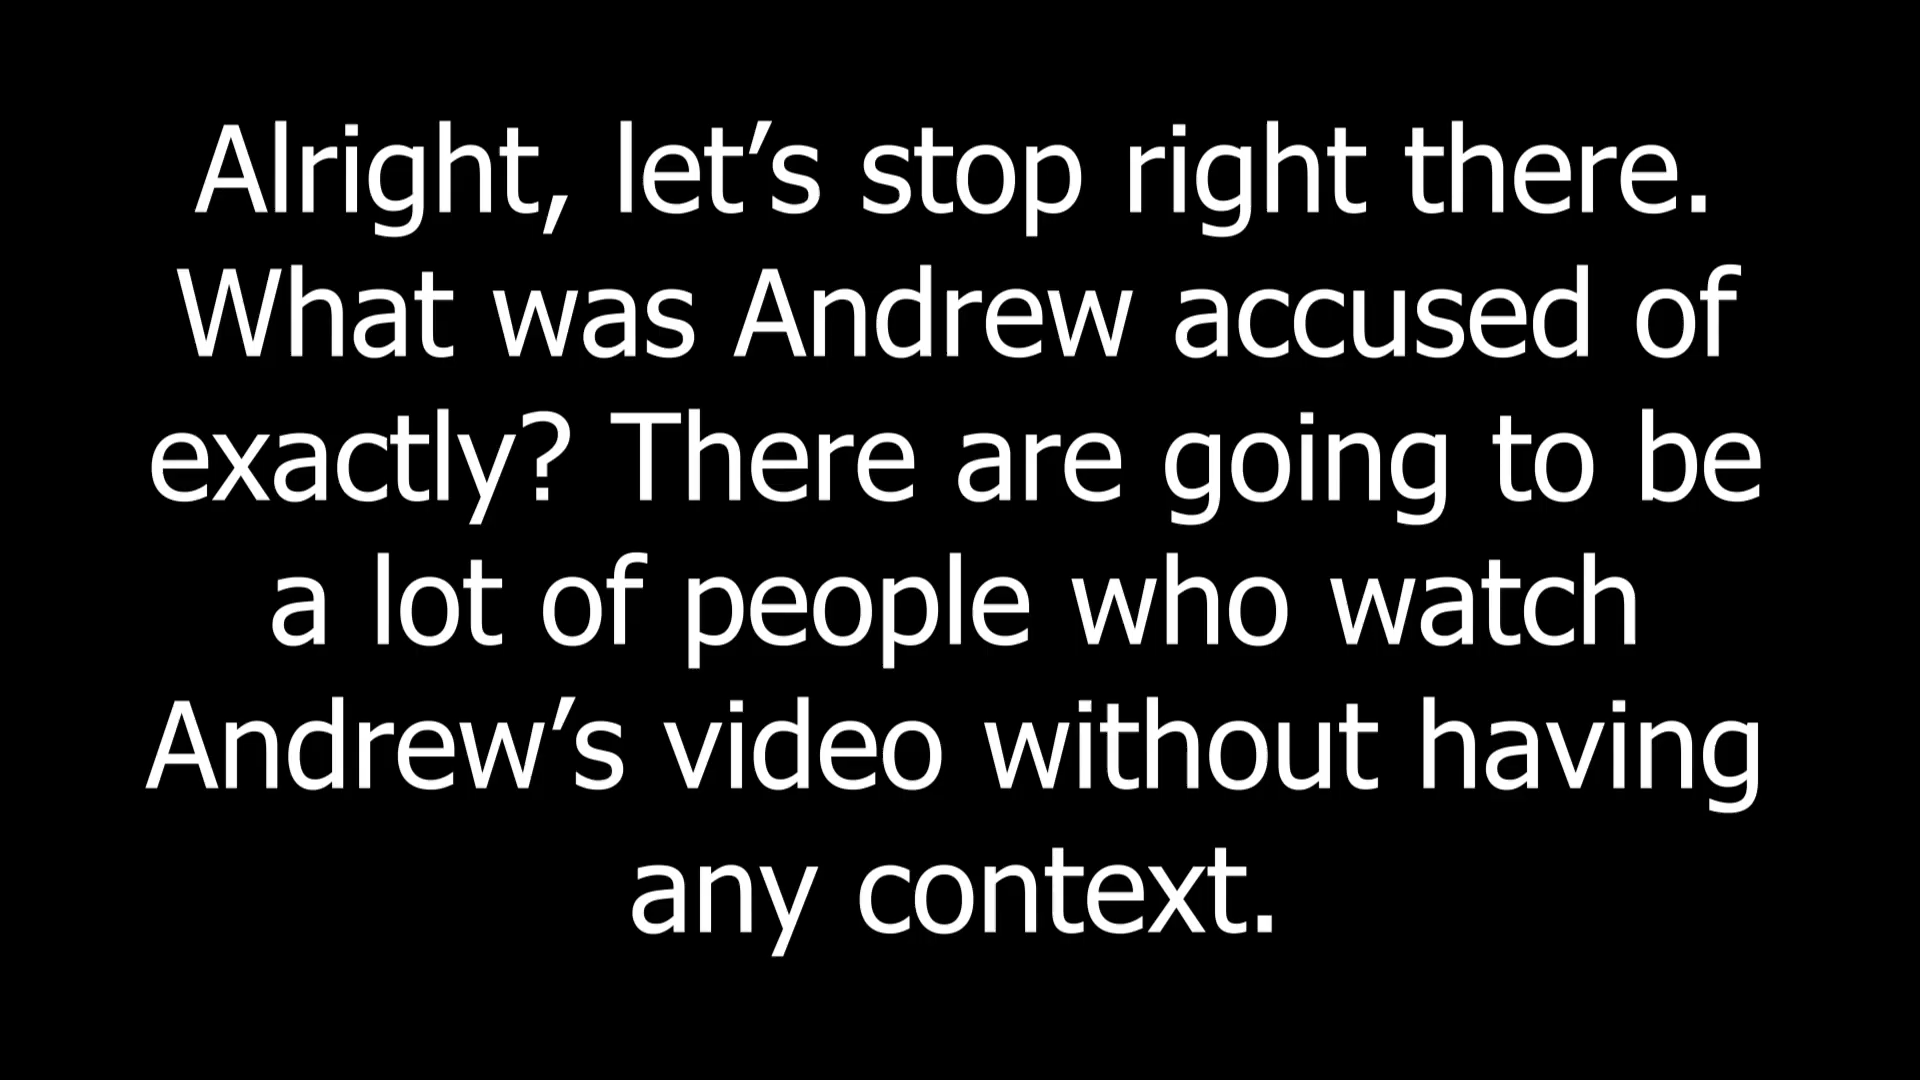 Alright, let’s stop right there.
What was Andrew accused of
exactly? There are going to be
a lot of people who watch
Andrew’s video without having
any context.